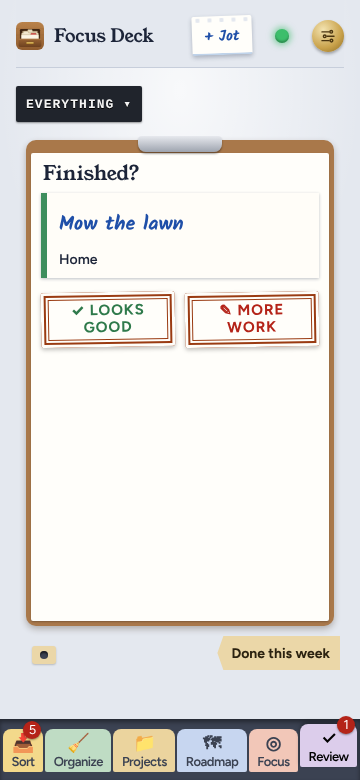 Focus Deck
+ Jot
EVERYTHING ▾
Finished?
Mow the lawn
Home
✔ LOOKS
GOOD
✎ MORE
WORK
Done this week
5
1
Sort
Organize
Projects
Roadmap
Focus
Review